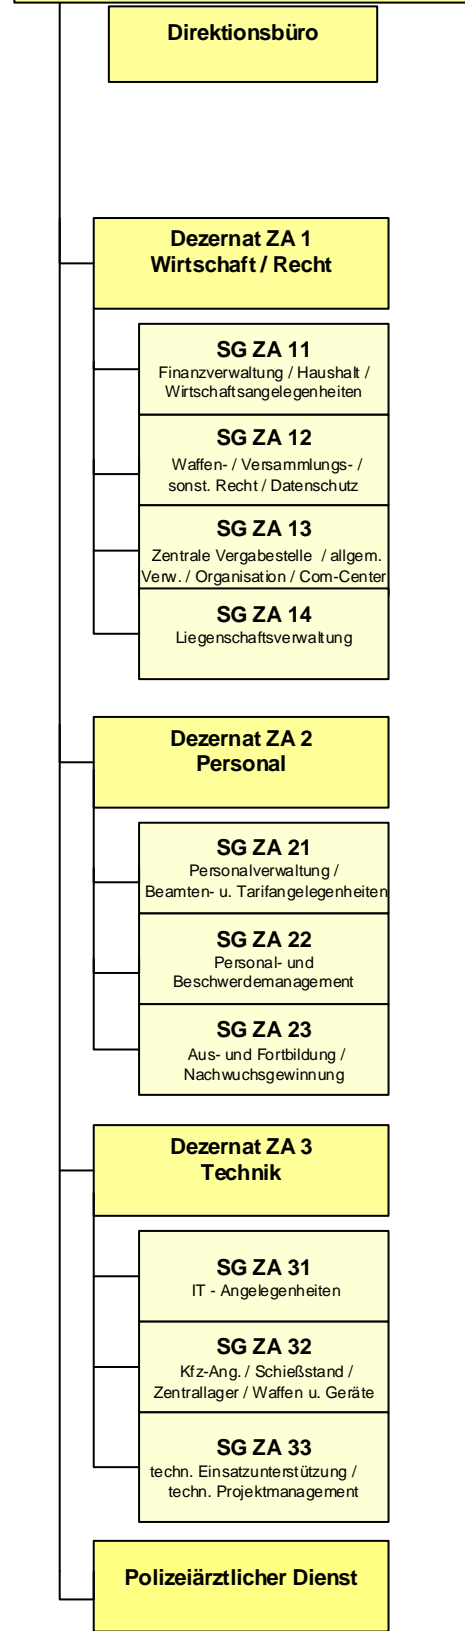 Direktionsbüro
Dezernat ZA 1
Wirtschaft / Recht
SG ZA 11
Finanzverwaltung / Haushalt /
Wirtschaftsangelegenheiten
SG ZA 12
Waffen- / Versammlungs- /
sonst. Recht / Datenschutz
SG ZA 13
Zentrale Vergabestelle / allgem.
Verw. / Organisation / Com-Center
SG ZA 14
Liegenschaftsverwaltung
Dezernat ZA 2
Personal
SG ZA 21
Personalverwaltung /
Beamten- u. Tarifangelegenheiten
SG ZA 22
Personal- und
Beschwerdemanagement
SG ZA 23
Aus- und Fortbildung /
Nachwuchsgewinnung
Dezernat ZA 3
Technik
SG ZA 31
IT - Angelegenheiten
SG ZA 32
Kfz-Ang. / Schießstand /
Zentrallager / Waffen u. Geräte
SG ZA 33
techn. Einsatzunterstützung /
techn. Projektmanagement
Polizeiärztlicher Dienst